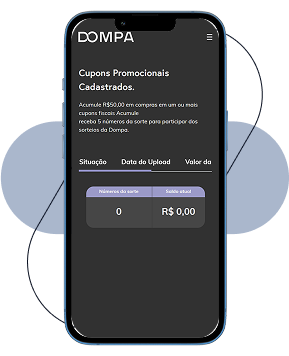 DOMPA
Cupons Promocionais
Cadastrados.
Acumule R$50,00 em compras em um ou mais
cupons fiscais Acumule
receba 5 números da sorte para participar dos
sorteios da Dompa.
Situação Data do Upload Valor da
Números da sorte Saldo atual
0 R$ 0,00